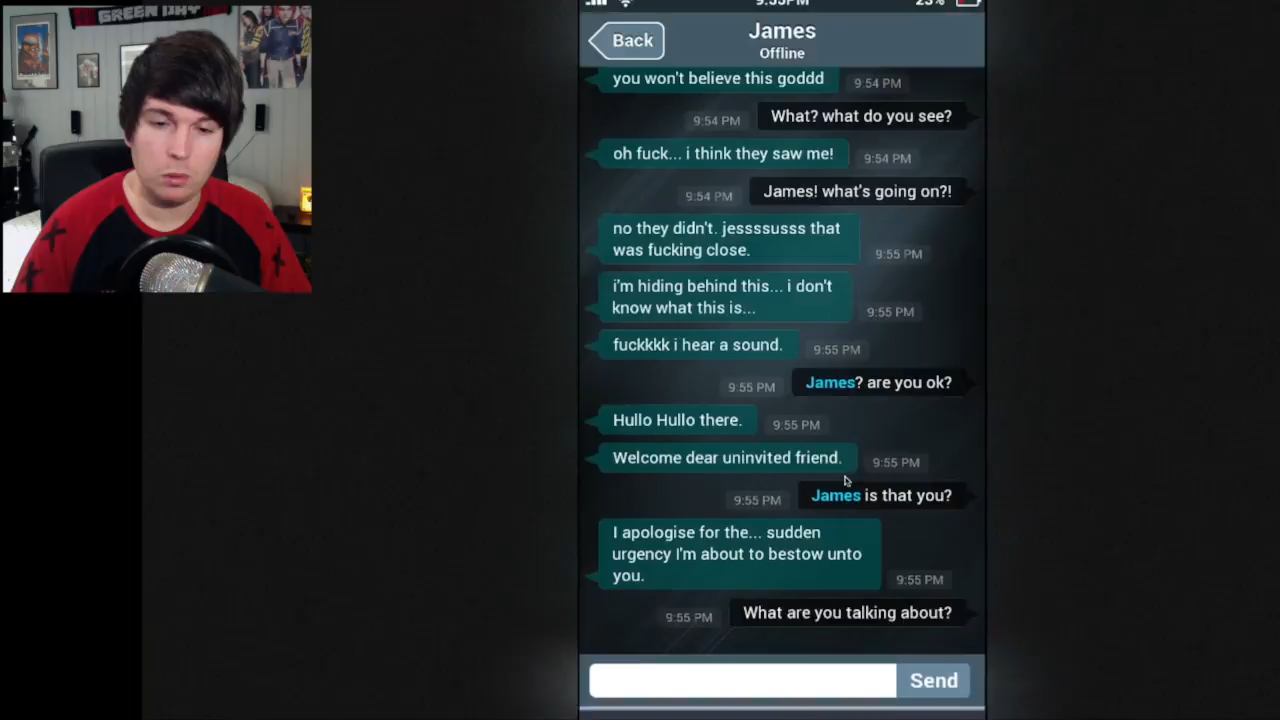 GREEN DAY
9:55PM
23%
Back
James
Offline
you won't believe this goddd
9:54 PM
What? what do you see?
9:54 PM
oh fuck... i think they saw me!
9:54 PM
James! what's going on?!
9:54 PM
no they didn't. jessssusss that
was fucking close.
9:55 PM
i'm hiding behind this... i don't
know what this is...
9:55 PM
fuckkkk i hear a sound.
9:55 PM
James? are you ok?
9:55 PM
Hullo Hullo there.
9:55 PM
Welcome dear uninvited friend.
9:55 PM
James is that you?
9:55 PM
I apologise for the... sudden
urgency I'm about to bestow unto
you.
9:55 PM
What are you talking about?
9:55 PM
Send